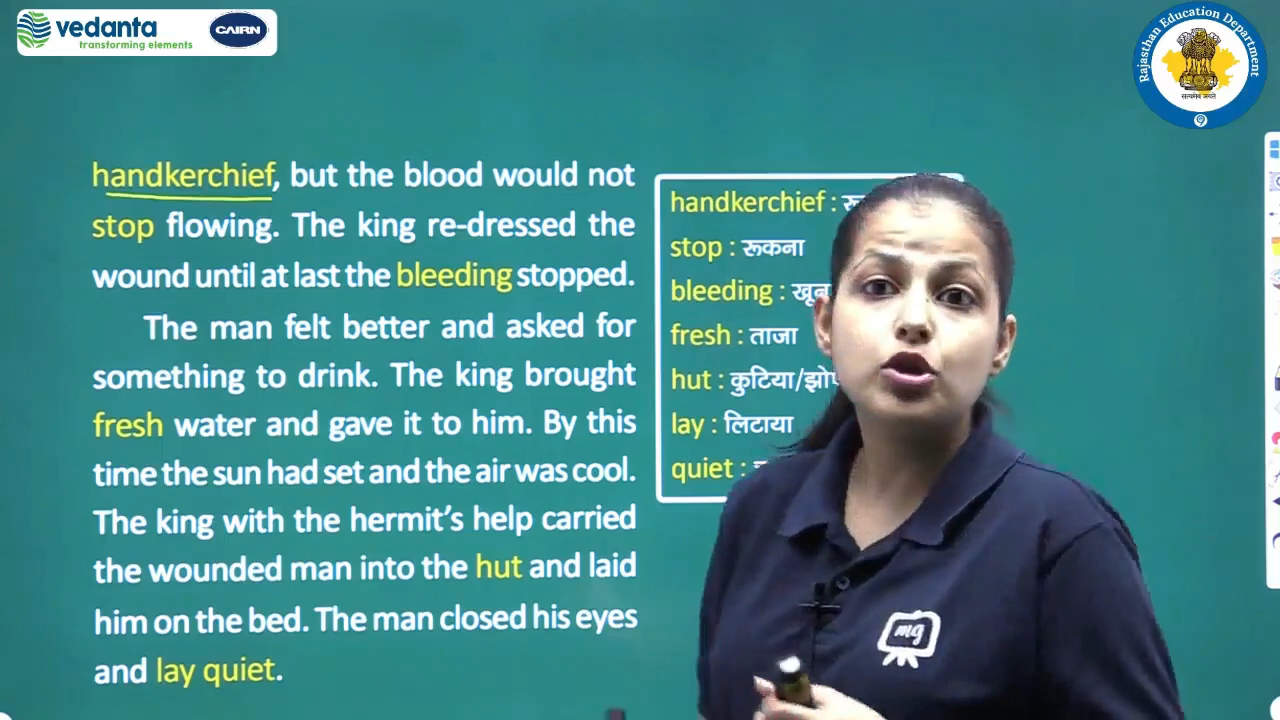 vedanta
transforming elements
CAIRN
Rajasthan Education Department
सत्यमेव जयते
handkerchief, but the blood would not
stop flowing. The king re-dressed the
wound until at last the bleeding stopped.
The man felt better and asked for
something to drink. The king brought
fresh water and gave it to him. By this
time the sun had set and the air was cool.
The king with the hermit's help carried
the wounded man into the hut and laid
him on the bed. The man closed his eyes
and lay quiet.
handkerchief :
stop : रूकना
bleeding : खून
fresh : ताजा
hut : कुटिया/झोप
lay : लिटाया
quiet :
mg